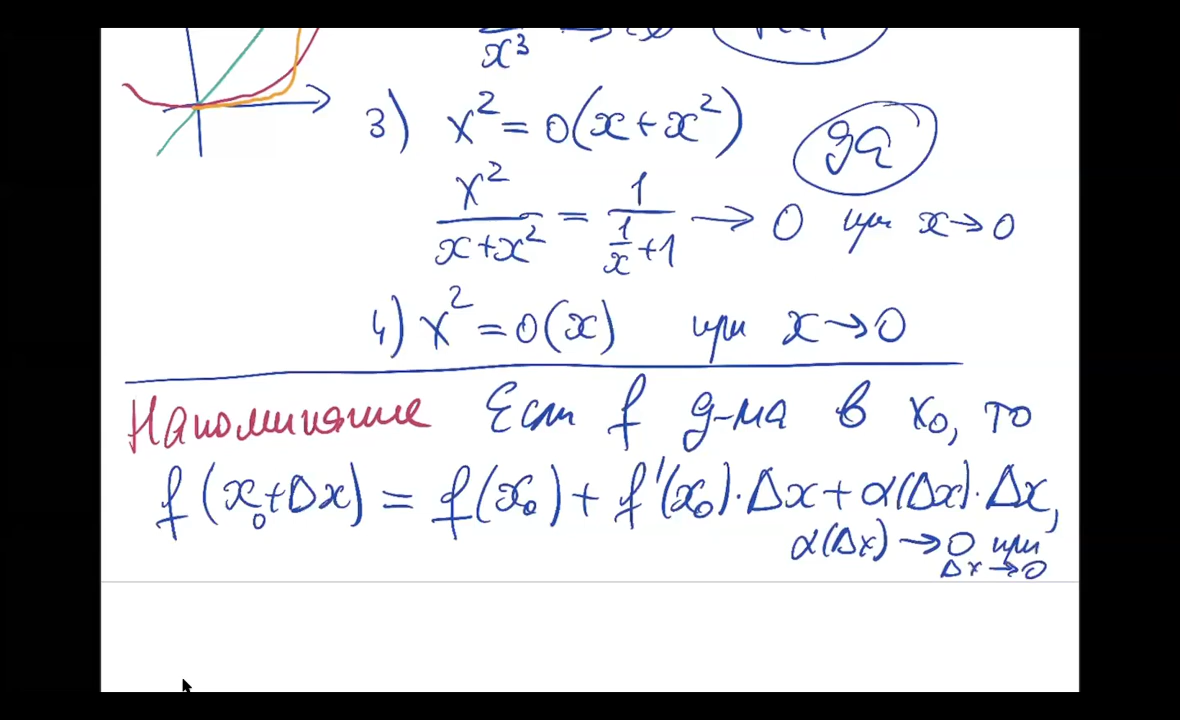 x³
3) x² = o(x + x²) да
x² / (x + x²) = 1 / (1/x + 1) → 0 при x → 0
4) x² = o(x) при x → 0
Напоминание Если f д-ма в x₀, то
f(x₀ + Δx) = f(x₀) + f'(x₀)·Δx + α(Δx)·Δx,
α(Δx) → 0 при
Δx → 0